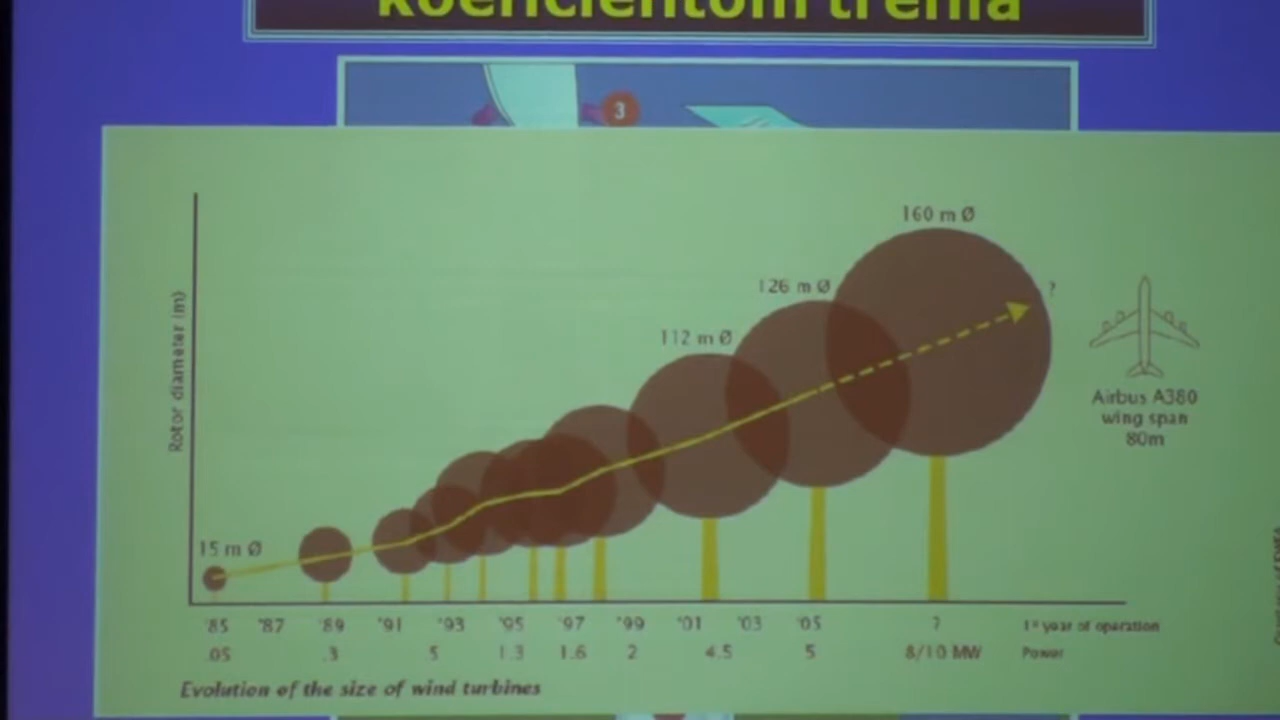 koeficientom trenia
3
160 m Ø
126 m Ø
?
112 m Ø
Rotor diameter (m)
Airbus A380
wing span
80m
15 m Ø
'85 '87 '89 '91 '93 '95 '97 '99 '01 '03 '05 ? 1st year of operation
.05 .3 .5 1.3 1.6 2 4.5 5 8/10 MW Power
Evolution of the size of wind turbines